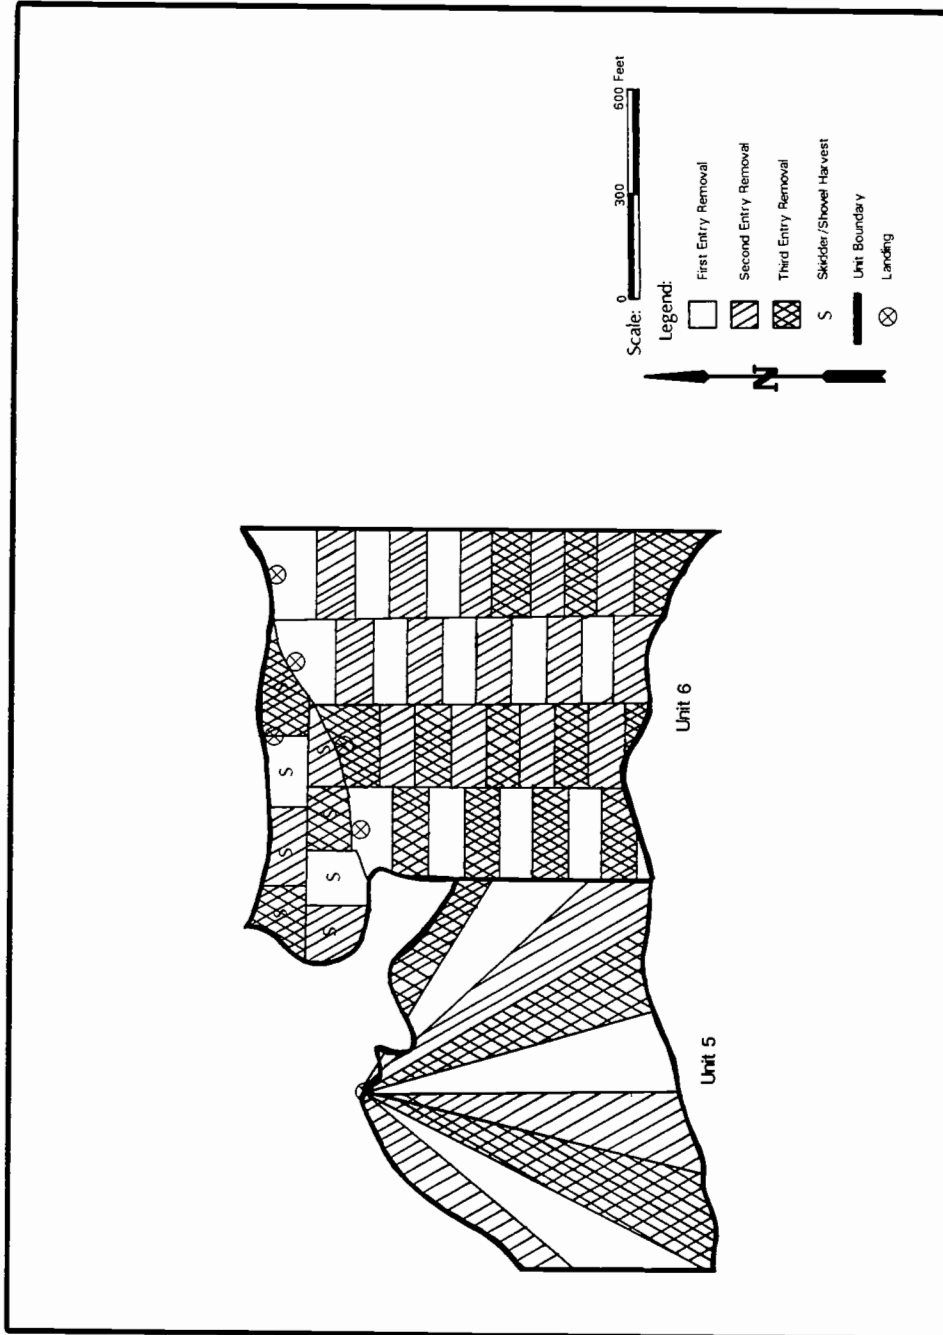 Scale:
0 300 600 Feet
Legend:
First Entry Removal
Second Entry Removal
Third Entry Removal
S Skidder/Shovel Harvest
Unit Boundary
Landing
N
S
S
S
S
S
S
S
Unit 6
Unit 5